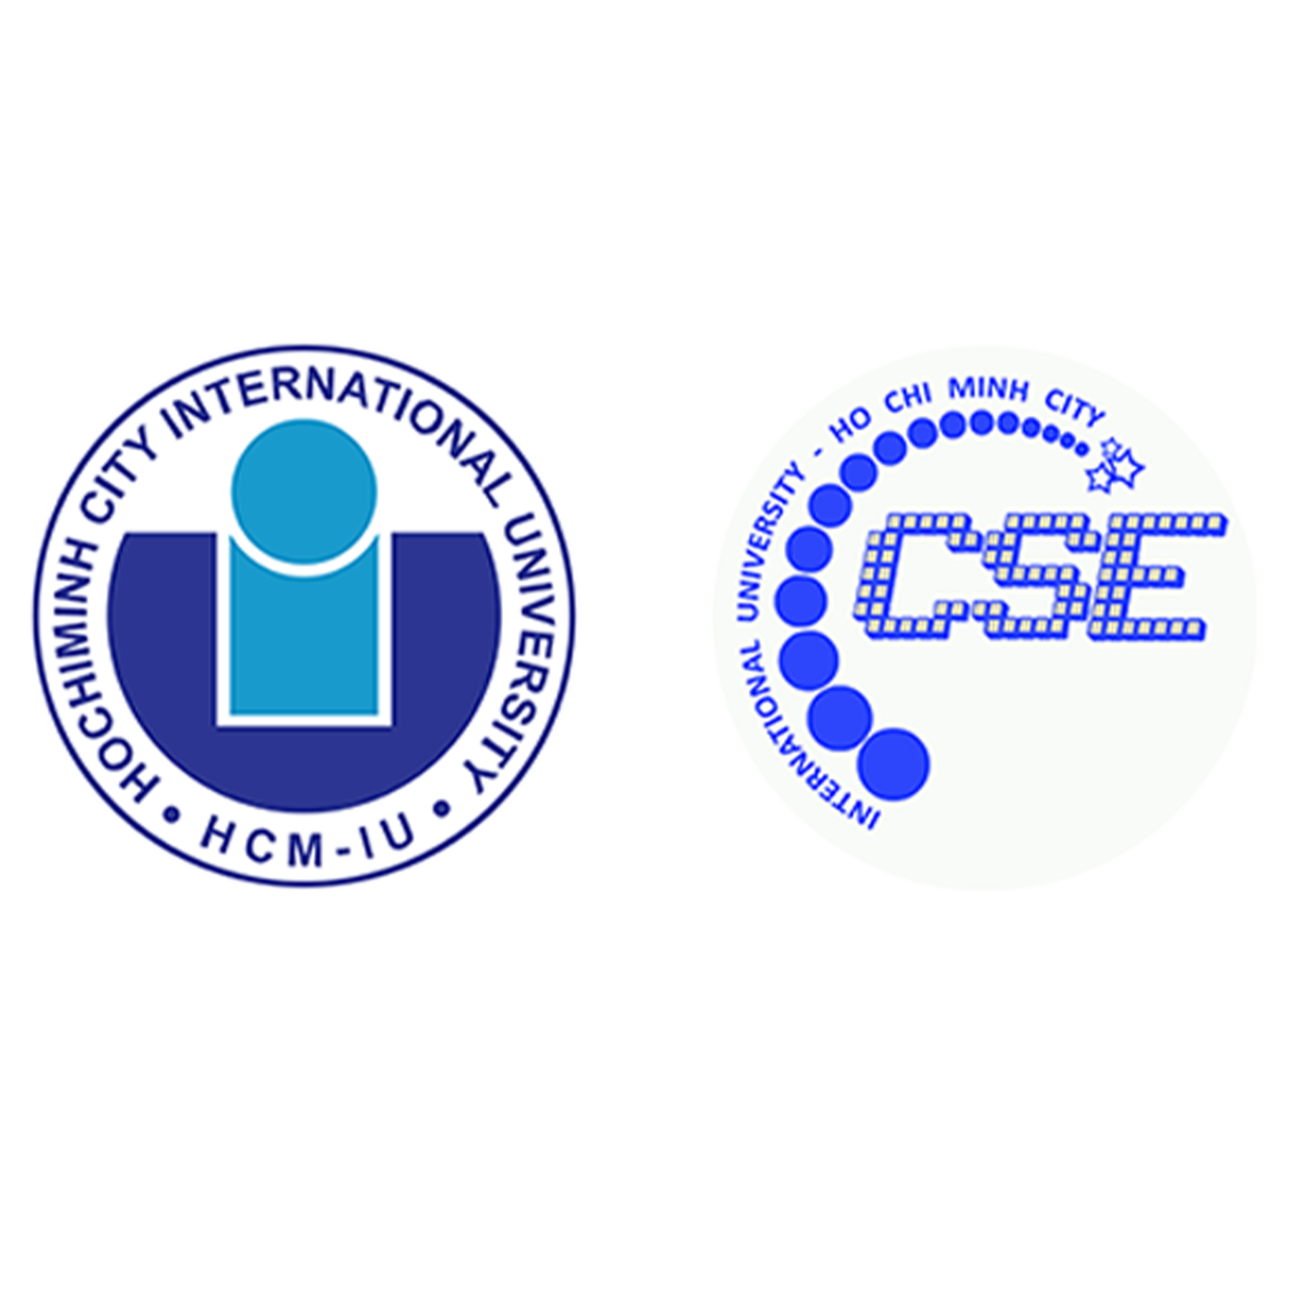 HOCHIMINH CITY INTERNATIONAL UNIVERSITY
• HCM-IU •
INTERNATIONAL UNIVERSITY - HO CHI MINH CITY
CSE